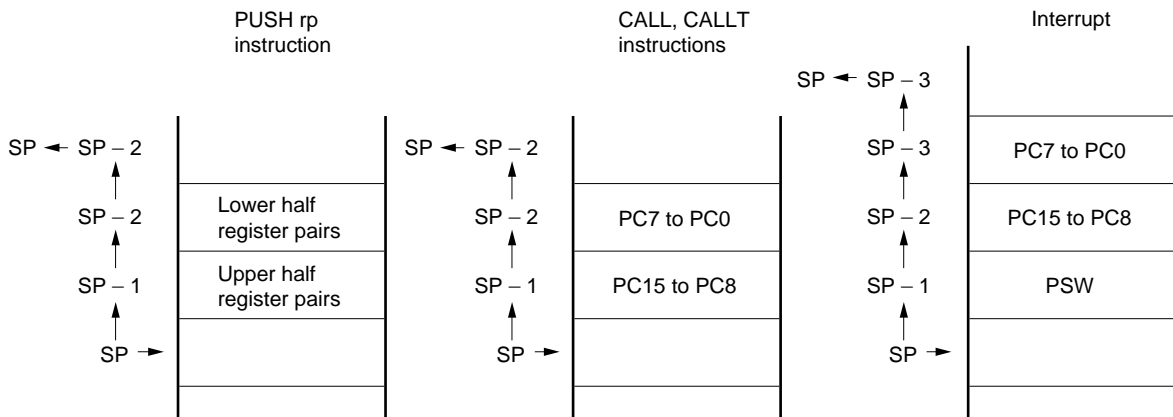 PUSH rp
instruction
SP SP – 2
SP – 2
Lower half
register pairs
SP – 1
Upper half
register pairs
SP
CALL, CALLT
instructions
SP SP – 2
SP – 2
PC7 to PC0
SP – 1
PC15 to PC8
SP
Interrupt
SP SP – 3
SP – 3
PC7 to PC0
SP – 2
PC15 to PC8
SP – 1
PSW
SP